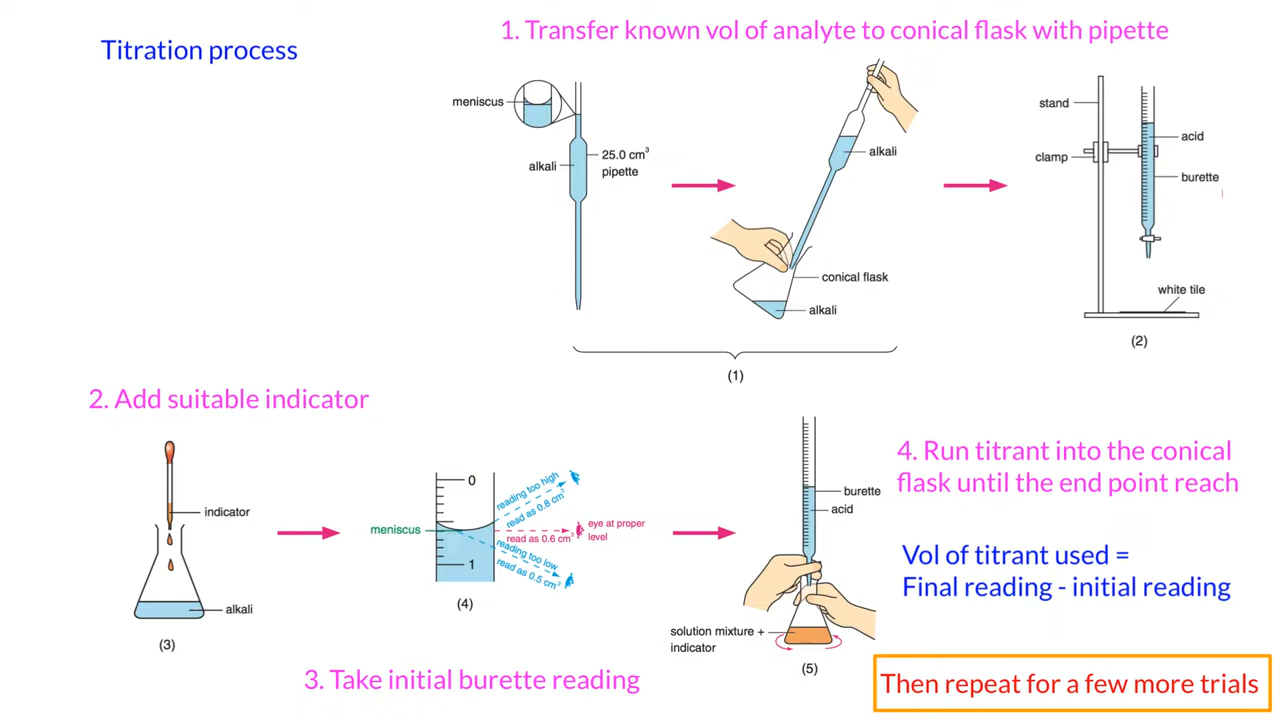 Titration process
1. Transfer known vol of analyte to conical flask with pipette
meniscus
alkali
25.0 cm³
pipette
alkali
conical flask
alkali
(1)
stand
clamp
acid
burette
white tile
(2)
2. Add suitable indicator
indicator
alkali
(3)
0
1
meniscus
reading too high
read as 0.8 cm³
read as 0.6 cm³
eye at proper
level
reading too low
read as 0.5 cm³
(4)
3. Take initial burette reading
burette
acid
solution mixture +
indicator
(5)
4. Run titrant into the conical
flask until the end point reach
Vol of titrant used =
Final reading - initial reading
Then repeat for a few more trials